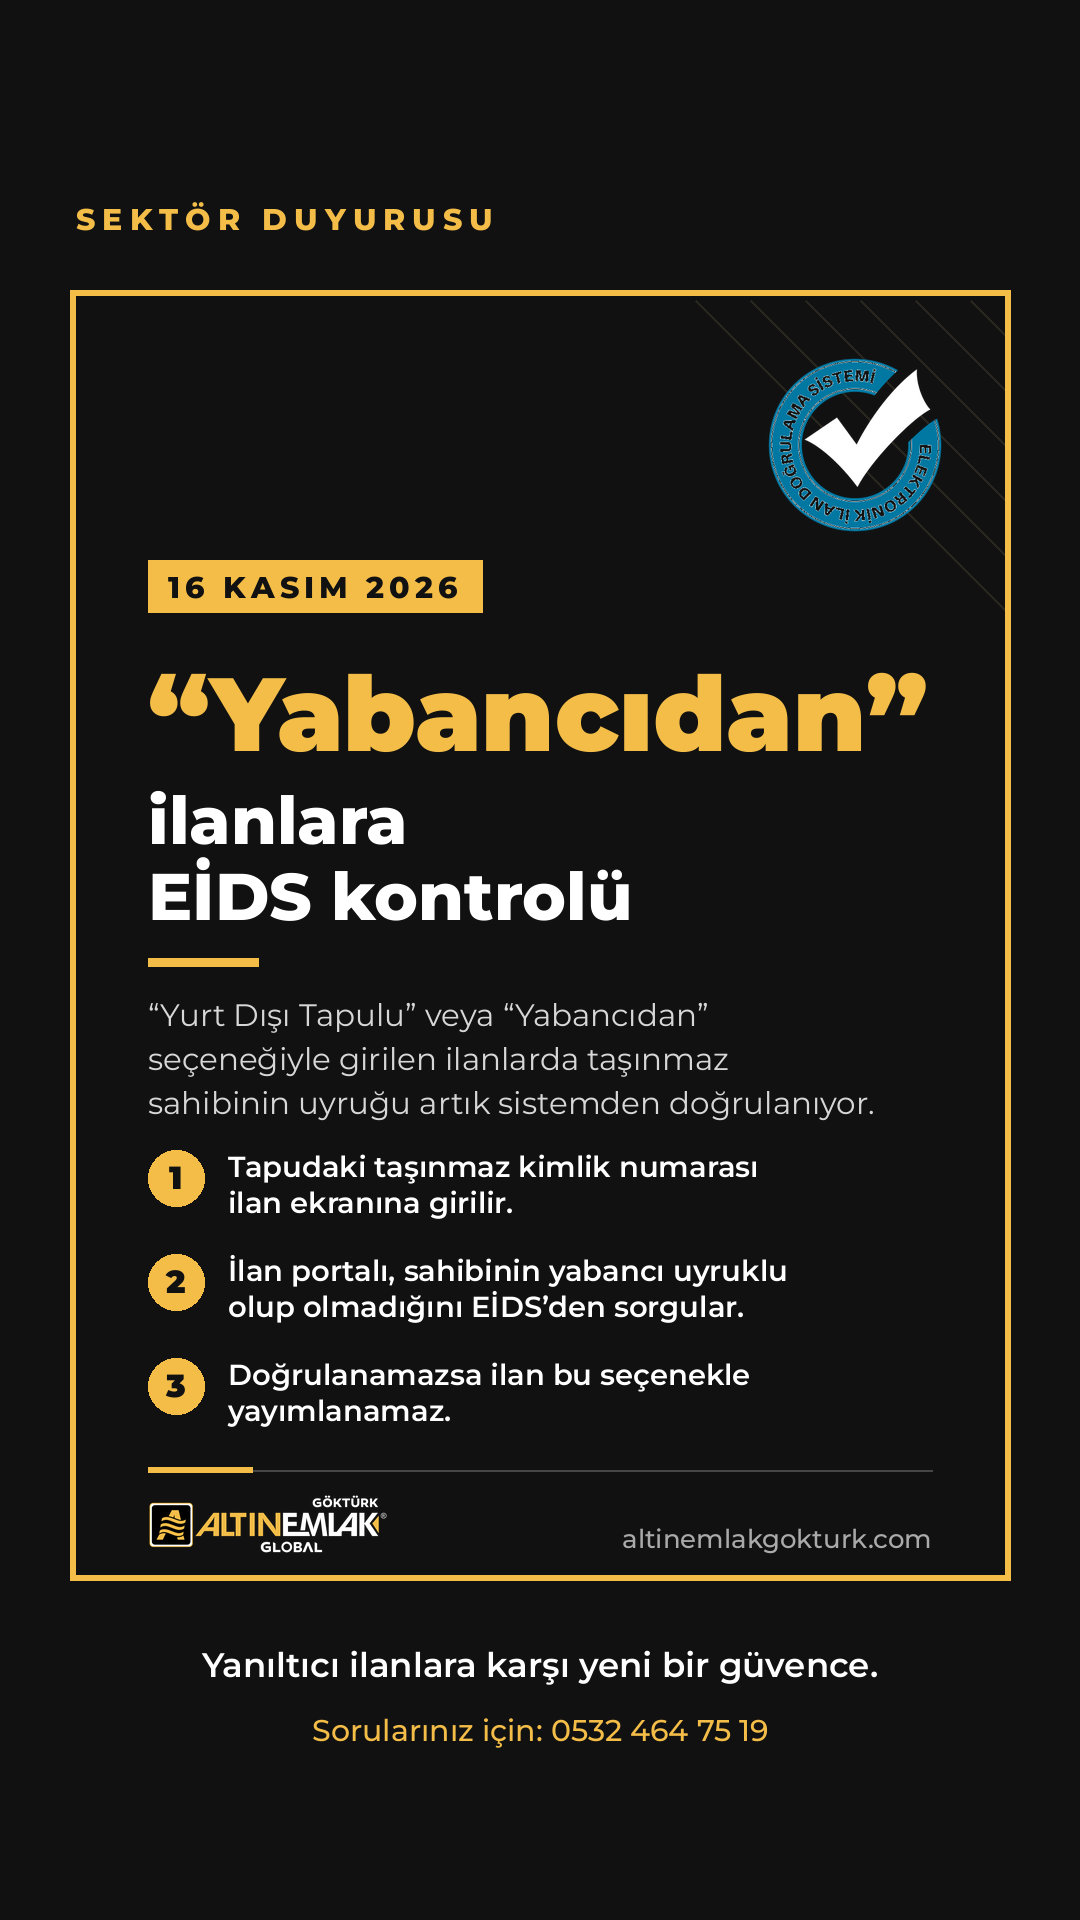 SEKTÖR DUYURUSU
ELEKTRONİK İLAN DOĞRULAMA SİSTEMİ
16 KASIM 2026
“Yabancıdan”
ilanlara
EİDS kontrolü
“Yurt Dışı Tapulu” veya “Yabancıdan”
seçeneğiyle girilen ilanlarda taşınmaz
sahibinin uyruğu artık sistemden doğrulanıyor.
1 Tapudaki taşınmaz kimlik numarası
ilan ekranına girilir.
2 İlan portalı, sahibinin yabancı uyruklu
olup olmadığını EİDS’den sorgular.
3 Doğrulanamazsa ilan bu seçenekle
yayımlanamaz.
GÖKTÜRK
ALTINEMLAK®
GLOBAL
altinemlakgokturk.com
Yanıltıcı ilanlara karşı yeni bir güvence.
Sorularınız için: 0532 464 75 19